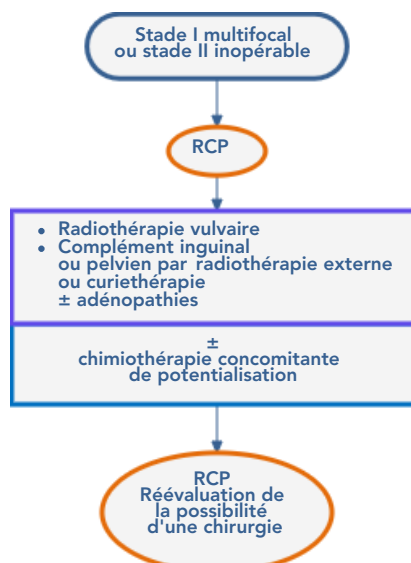 Stade I multifocal
ou stade II inopérable
RCP
• Radiothérapie vulvaire
• Complément inguinal
ou pelvien par radiothérapie externe
ou curiethérapie
± adénopathies
±
chimiothérapie concomitante
de potentialisation
RCP
Réévaluation de
la possibilité
d'une chirurgie